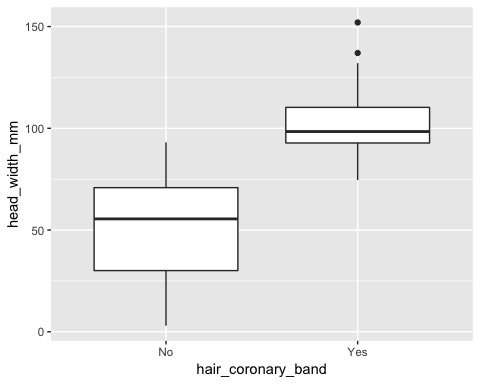 150
100
50
0
head_width_mm
No
Yes
hair_coronary_band